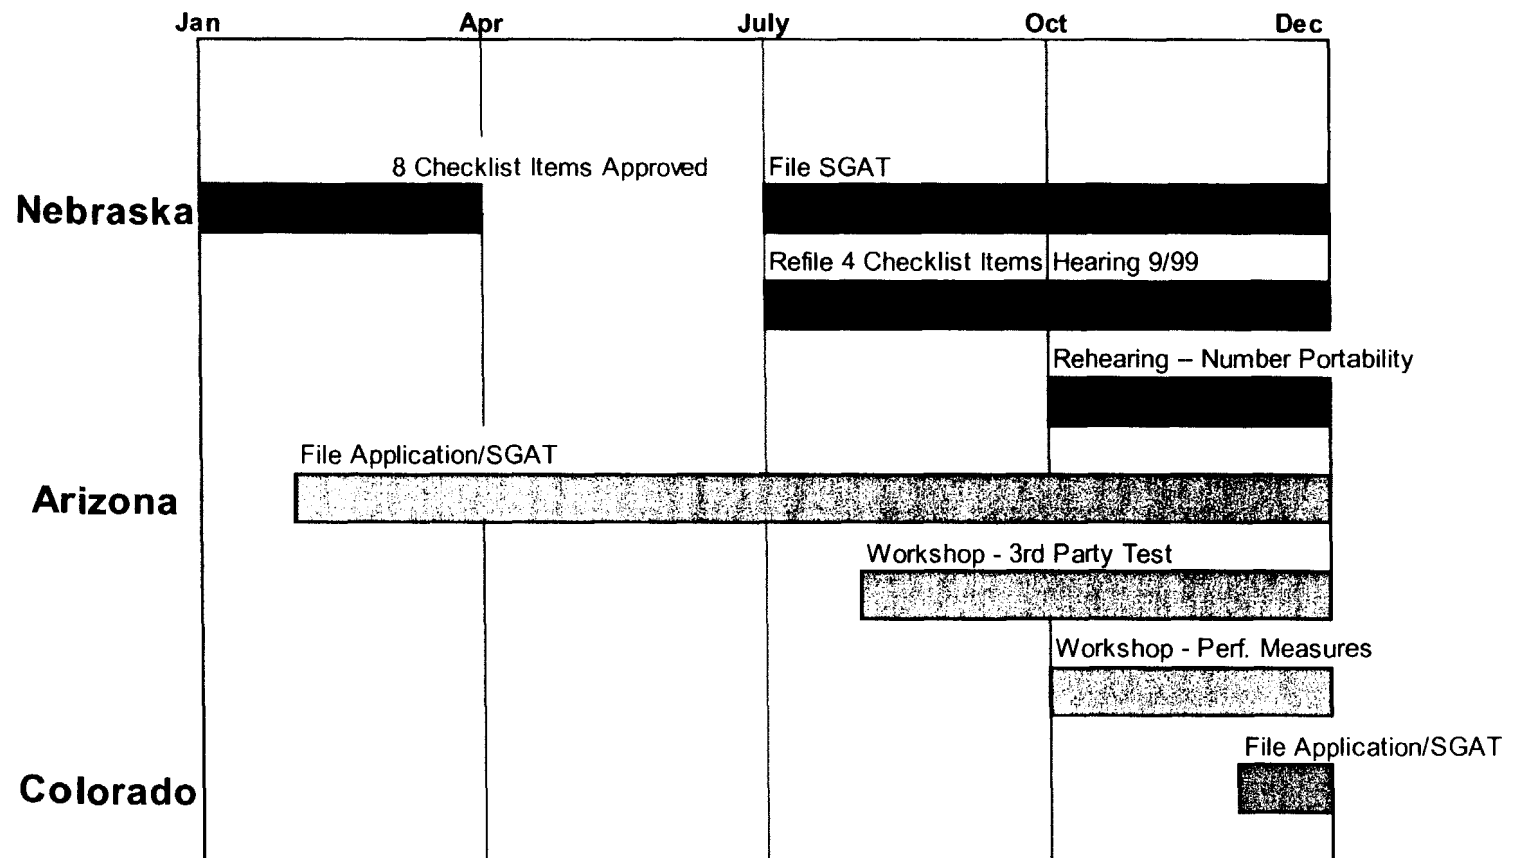 Jan Apr July Oct Dec
8 Checklist Items Approved File SGAT
Nebraska
Refile 4 Checklist Items Hearing 9/99
Rehearing – Number Portability
File Application/SGAT
Arizona
Workshop - 3rd Party Test
Workshop - Perf. Measures
File Application/SGAT
Colorado